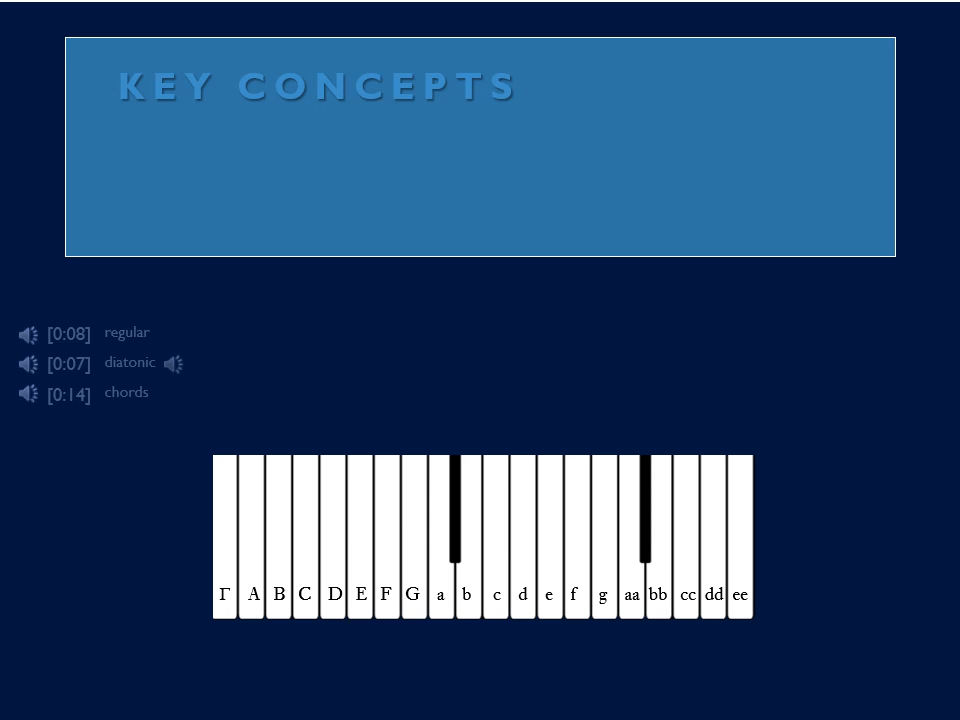 KEY CONCEPTS
[0:08] regular
[0:07] diatonic
[0:14] chords
Γ A B C D E F G a b c d e f g aa bb cc dd ee